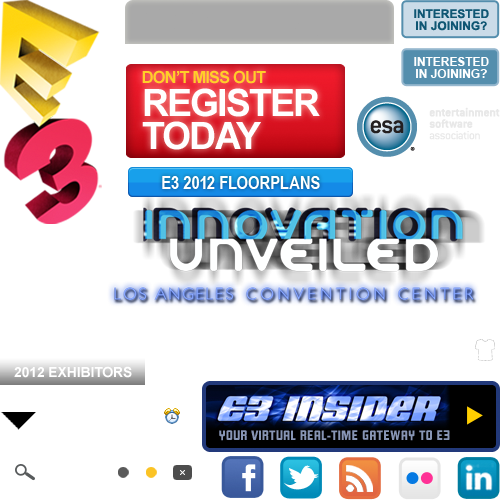 E3
INTERESTED
IN JOINING?
INTERESTED
IN JOINING?
DON'T MISS OUT
REGISTER
TODAY
esa
entertainment
software
association
E3 2012 FLOORPLANS
INNOVATION
UNVEILED
LOS ANGELES CONVENTION CENTER
2012 EXHIBITORS
E3 INSIDER
YOUR VIRTUAL REAL-TIME GATEWAY TO E3
f
in